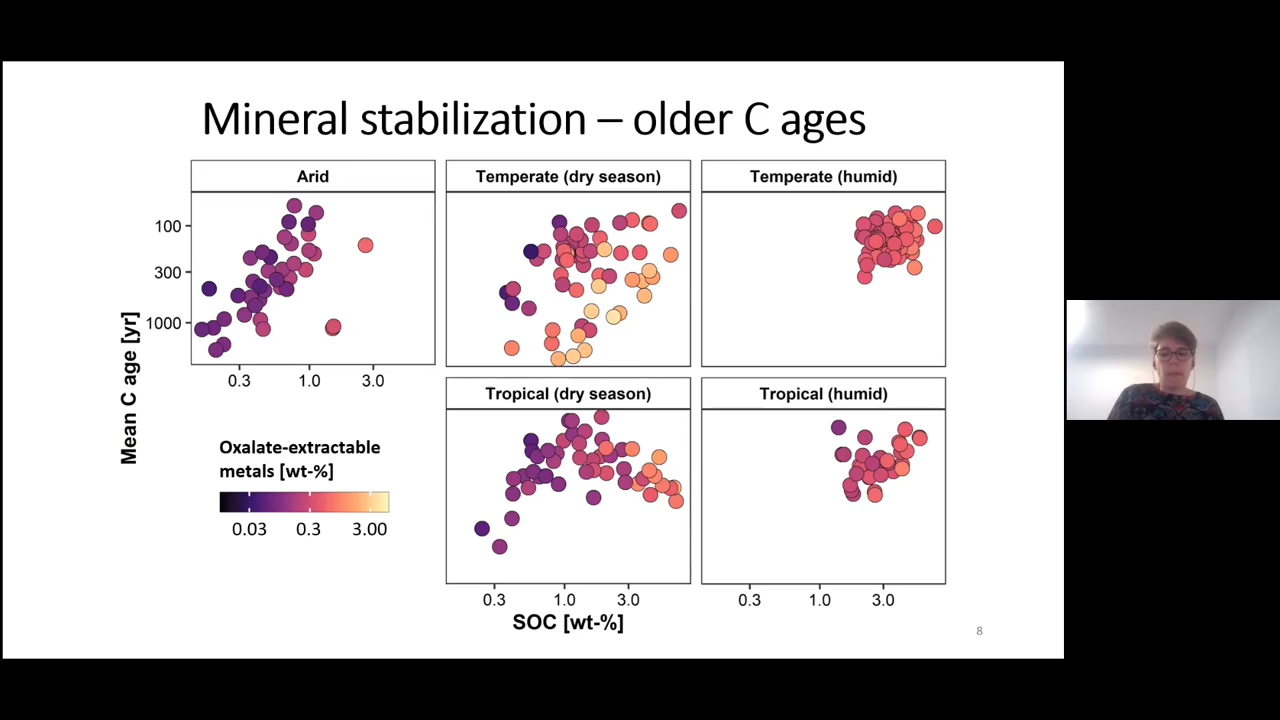 Mineral stabilization – older C ages
Arid
Temperate (dry season)
Temperate (humid)
100
300
1000
Mean C age [yr]
0.3 1.0 3.0
Tropical (dry season)
Tropical (humid)
Oxalate-extractable
metals [wt-%]
0.03 0.3 3.00
0.3 1.0 3.0
0.3 1.0 3.0
SOC [wt-%]
8